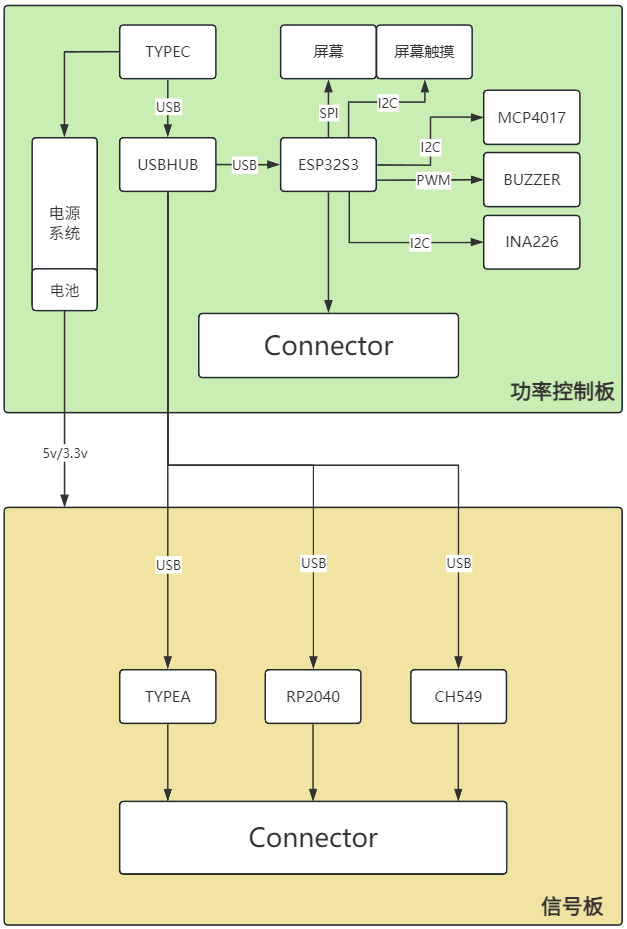 TYPEC
屏幕
屏幕触摸
USB
SPI
I2C
MCP4017
I2C
USBHUB
USB
ESP32S3
PWM
BUZZER
电源
系统
I2C
INA226
电池
Connector
功率控制板
5v/3.3v
USB
USB
USB
TYPEA
RP2040
CH549
Connector
信号板